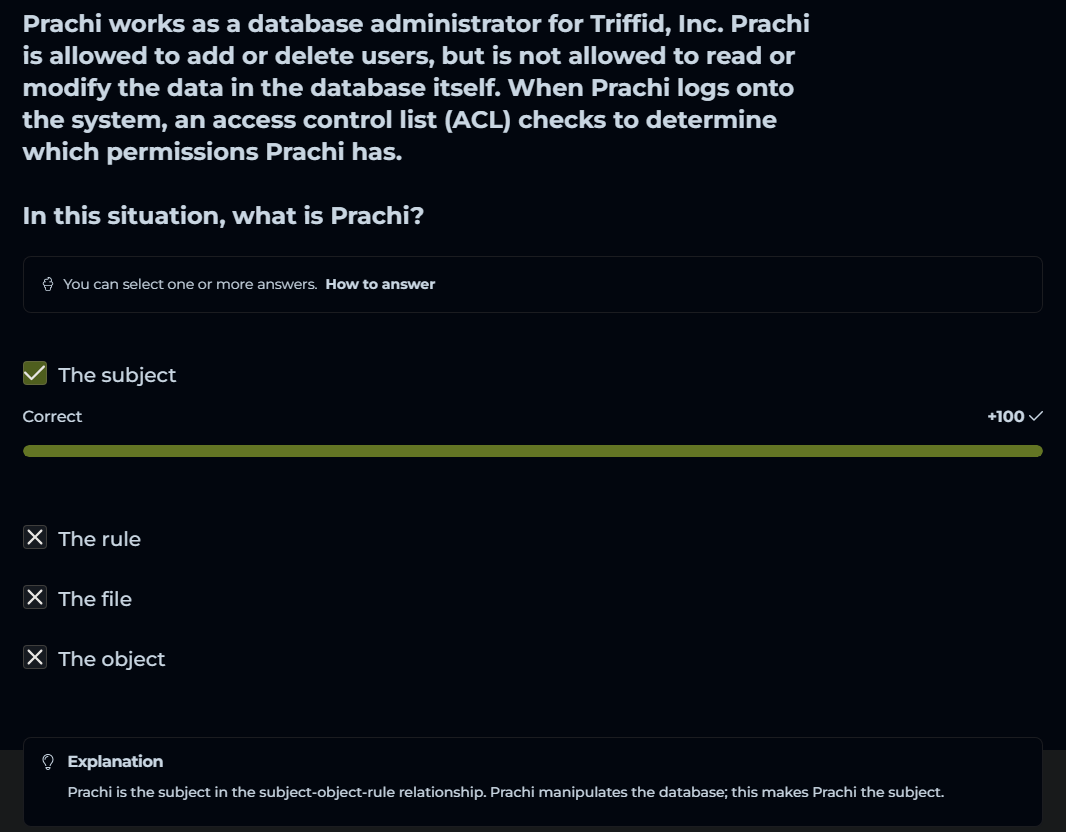 Prachi works as a database administrator for Triffid, Inc. Prachi
is allowed to add or delete users, but is not allowed to read or
modify the data in the database itself. When Prachi logs onto
the system, an access control list (ACL) checks to determine
which permissions Prachi has.
In this situation, what is Prachi?
You can select one or more answers. How to answer
The subject
Correct +100
The rule
The file
The object
Explanation
Prachi is the subject in the subject-object-rule relationship. Prachi manipulates the database; this makes Prachi the subject.